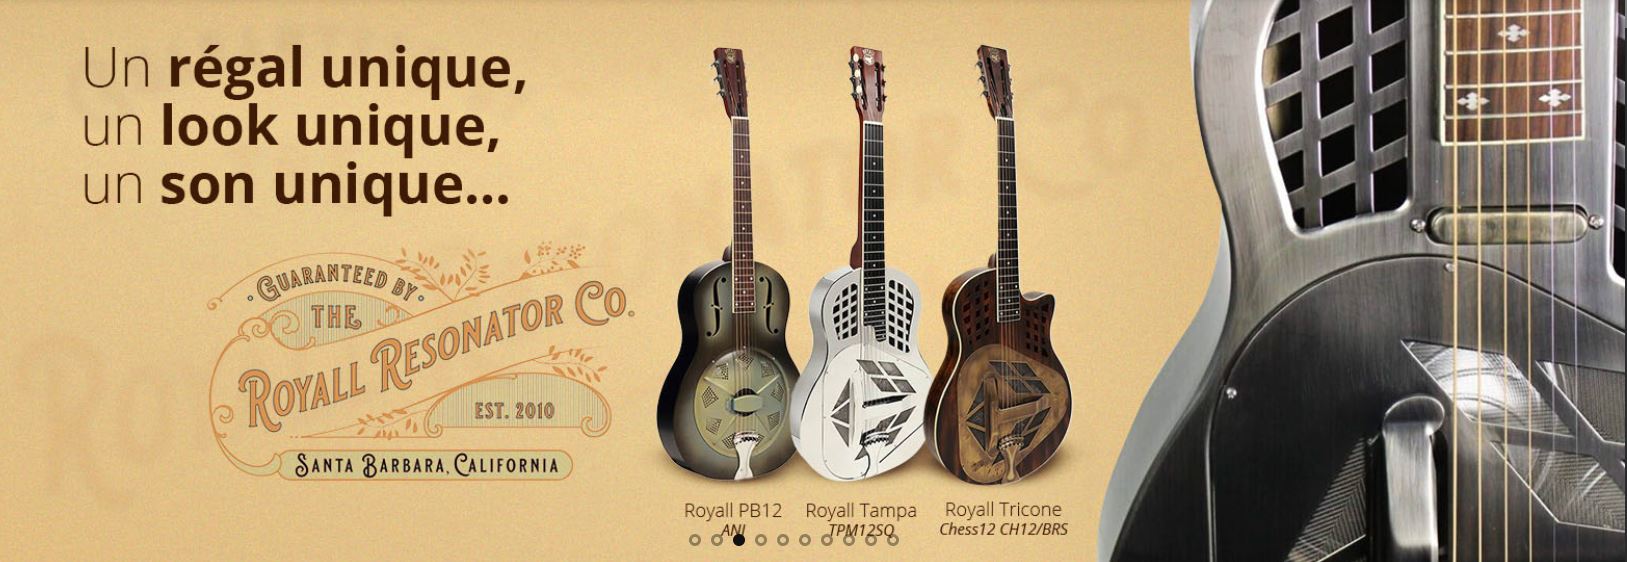 Un régal unique,
un look unique,
un son unique...
GUARANTEED BY
THE
ROYALL RESONATOR CO.
EST. 2010
SANTA BARBARA, CALIFORNIA
Royall PB12
ANI
Royall Tampa
TPM12SQ
Royall Tricone
Chess12 CH12/BRS